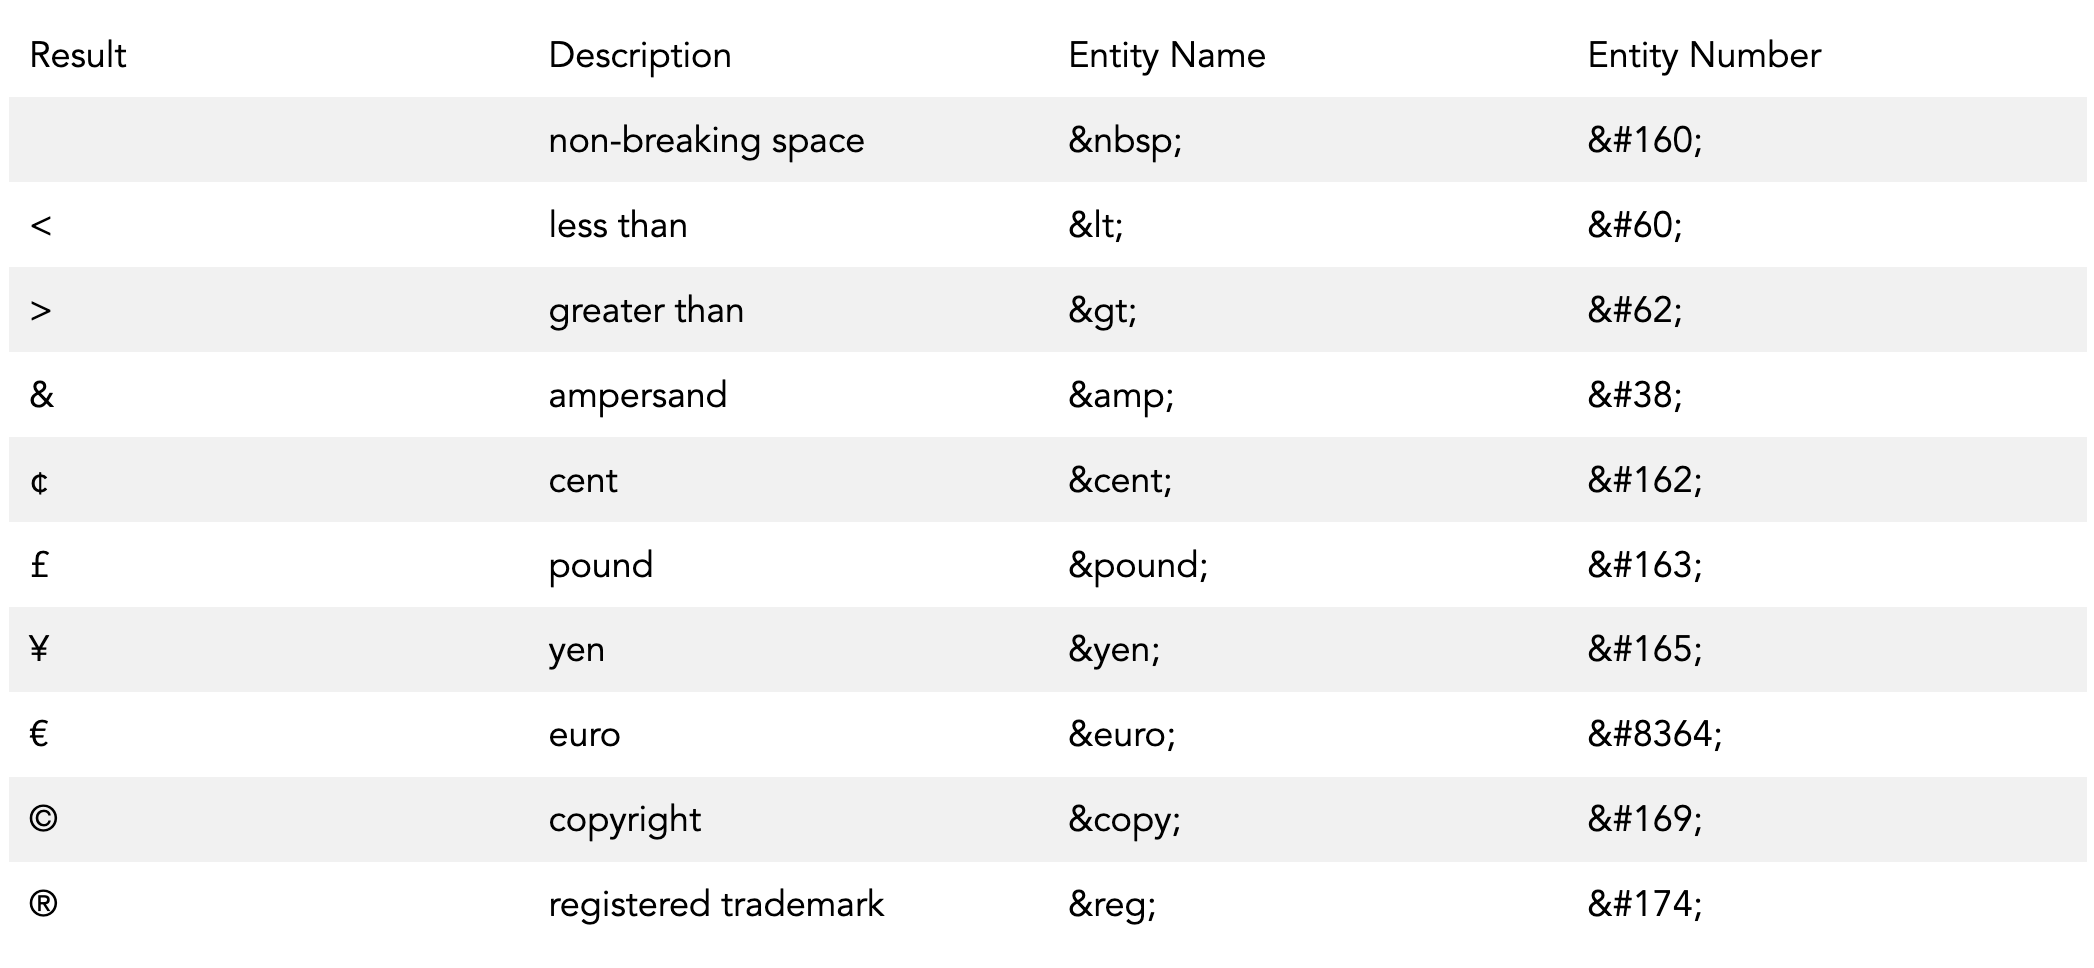 Result Description Entity Name Entity Number
non-breaking space &nbsp; &#160;
< less than &lt; &#60;
> greater than &gt; &#62;
& ampersand &amp; &#38;
¢ cent &cent; &#162;
£ pound &pound; &#163;
¥ yen &yen; &#165;
€ euro &euro; &#8364;
© copyright &copy; &#169;
® registered trademark &reg; &#174;